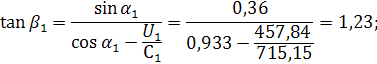 tan β₁ = sin α₁ / (cos α₁ − U₁/C₁) = 0,36 / (0,933 − 457,84/715,15) = 1,23;